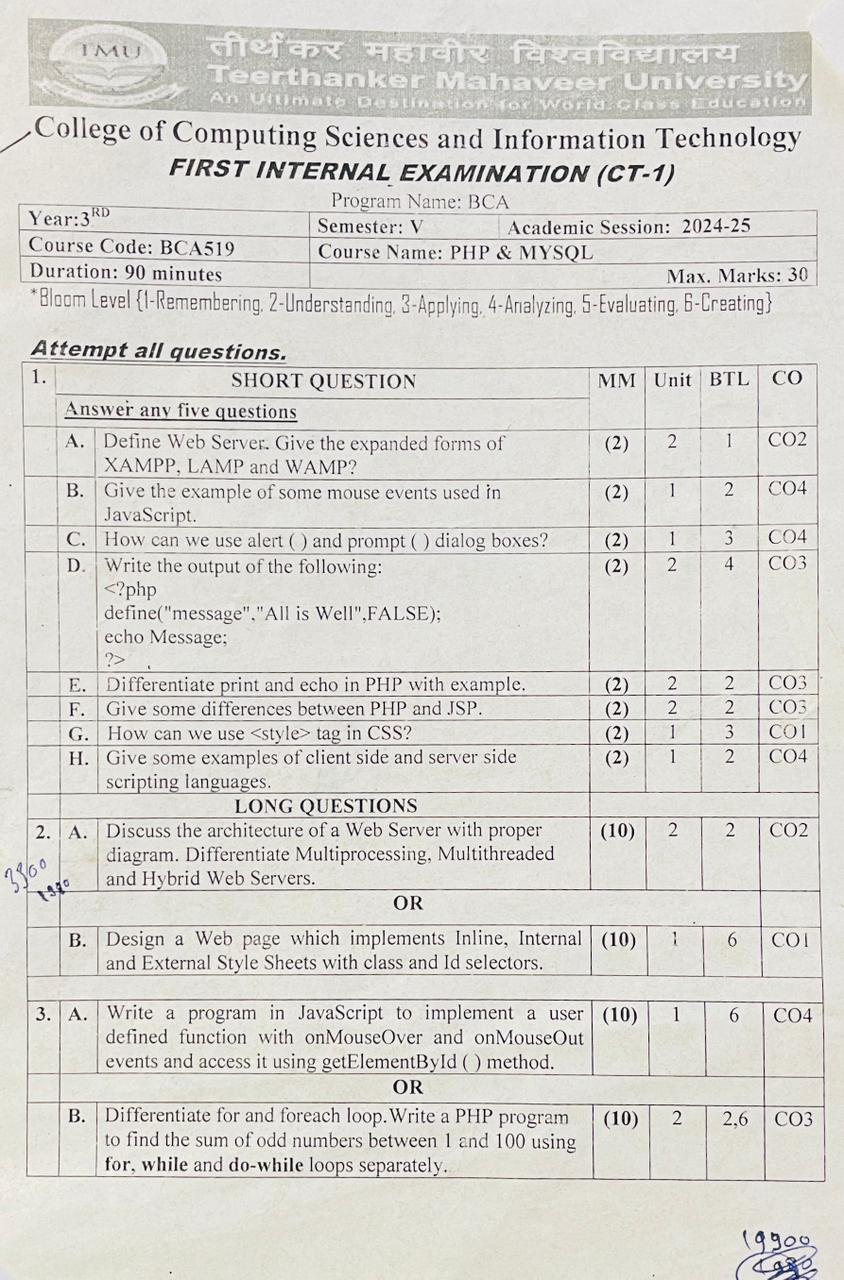 TMU
तीर्थंकर महावीर विश्वविद्यालय
Teerthanker Mahaveer University
An Ultimate Destination for World Class Education
College of Computing Sciences and Information Technology
FIRST INTERNAL EXAMINATION (CT-1)
Program Name: BCA
Year:3RD Semester: V Academic Session: 2024-25
Course Code: BCA519 Course Name: PHP & MYSQL
Duration: 90 minutes Max. Marks: 30
*Bloom Level {1-Remembering, 2-Understanding, 3-Applying, 4-Analyzing, 5-Evaluating, 6-Creating}
Attempt all questions.
1. SHORT QUESTION MM Unit BTL CO
Answer any five questions
A. Define Web Server. Give the expanded forms of (2) 2 1 CO2
XAMPP, LAMP and WAMP?
B. Give the example of some mouse events used in (2) 1 2 CO4
JavaScript.
C. How can we use alert ( ) and prompt ( ) dialog boxes? (2) 1 3 CO4
D. Write the output of the following: (2) 2 4 CO3
<?php
define("message","All is Well",FALSE);
echo Message;
?>
E. Differentiate print and echo in PHP with example. (2) 2 2 CO3
F. Give some differences between PHP and JSP. (2) 2 2 CO3
G. How can we use <style> tag in CSS? (2) 1 3 CO1
H. Give some examples of client side and server side (2) 1 2 CO4
scripting languages.
LONG QUESTIONS
2. A. Discuss the architecture of a Web Server with proper (10) 2 2 CO2
diagram. Differentiate Multiprocessing, Multithreaded
and Hybrid Web Servers.
OR
B. Design a Web page which implements Inline, Internal (10) 1 6 CO1
and External Style Sheets with class and Id selectors.
3. A. Write a program in JavaScript to implement a user (10) 1 6 CO4
defined function with onMouseOver and onMouseOut
events and access it using getElementById ( ) method.
OR
B. Differentiate for and foreach loop.Write a PHP program (10) 2 2,6 CO3
to find the sum of odd numbers between 1 and 100 using
for, while and do-while loops separately.
19900